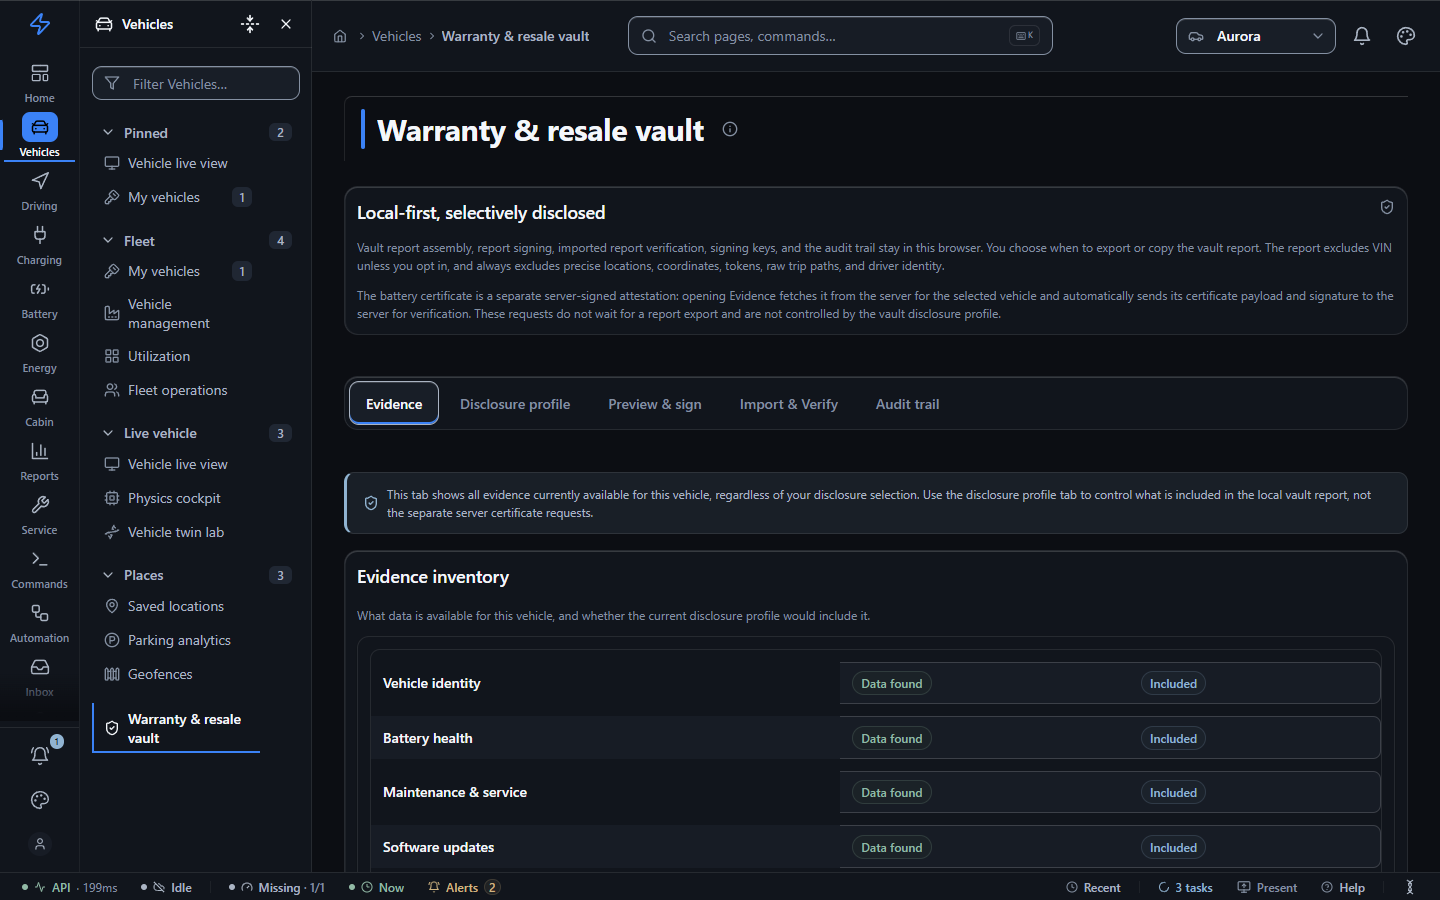 Home
Vehicles
Driving
Charging
Battery
Energy
Cabin
Reports
Service
Commands
Automation
Inbox
1
Vehicles
Filter Vehicles...
Pinned 2
Vehicle live view
My vehicles 1
Fleet 4
My vehicles 1
Vehicle
management
Utilization
Fleet operations
Live vehicle 3
Vehicle live view
Physics cockpit
Vehicle twin lab
Places 3
Saved locations
Parking analytics
Geofences
Warranty & resale
vault
Vehicles Warranty & resale vault
Search pages, commands... K
Aurora
Warranty & resale vault
Local-first, selectively disclosed
Vault report assembly, report signing, imported report verification, signing keys, and the audit trail stay in this browser. You choose when to export or copy the vault report. The report excludes VIN
unless you opt in, and always excludes precise locations, coordinates, tokens, raw trip paths, and driver identity.
The battery certificate is a separate server-signed attestation: opening Evidence fetches it from the server for the selected vehicle and automatically sends its certificate payload and signature to the
server for verification. These requests do not wait for a report export and are not controlled by the vault disclosure profile.
Evidence Disclosure profile Preview & sign Import & Verify Audit trail
This tab shows all evidence currently available for this vehicle, regardless of your disclosure selection. Use the disclosure profile tab to control what is included in the local vault report, not
the separate server certificate requests.
Evidence inventory
What data is available for this vehicle, and whether the current disclosure profile would include it.
Vehicle identity Data found Included
Battery health Data found Included
Maintenance & service Data found Included
Software updates Data found Included
API · 199ms Idle Missing · 1/1 Now Alerts 2 Recent 3 tasks Present Help